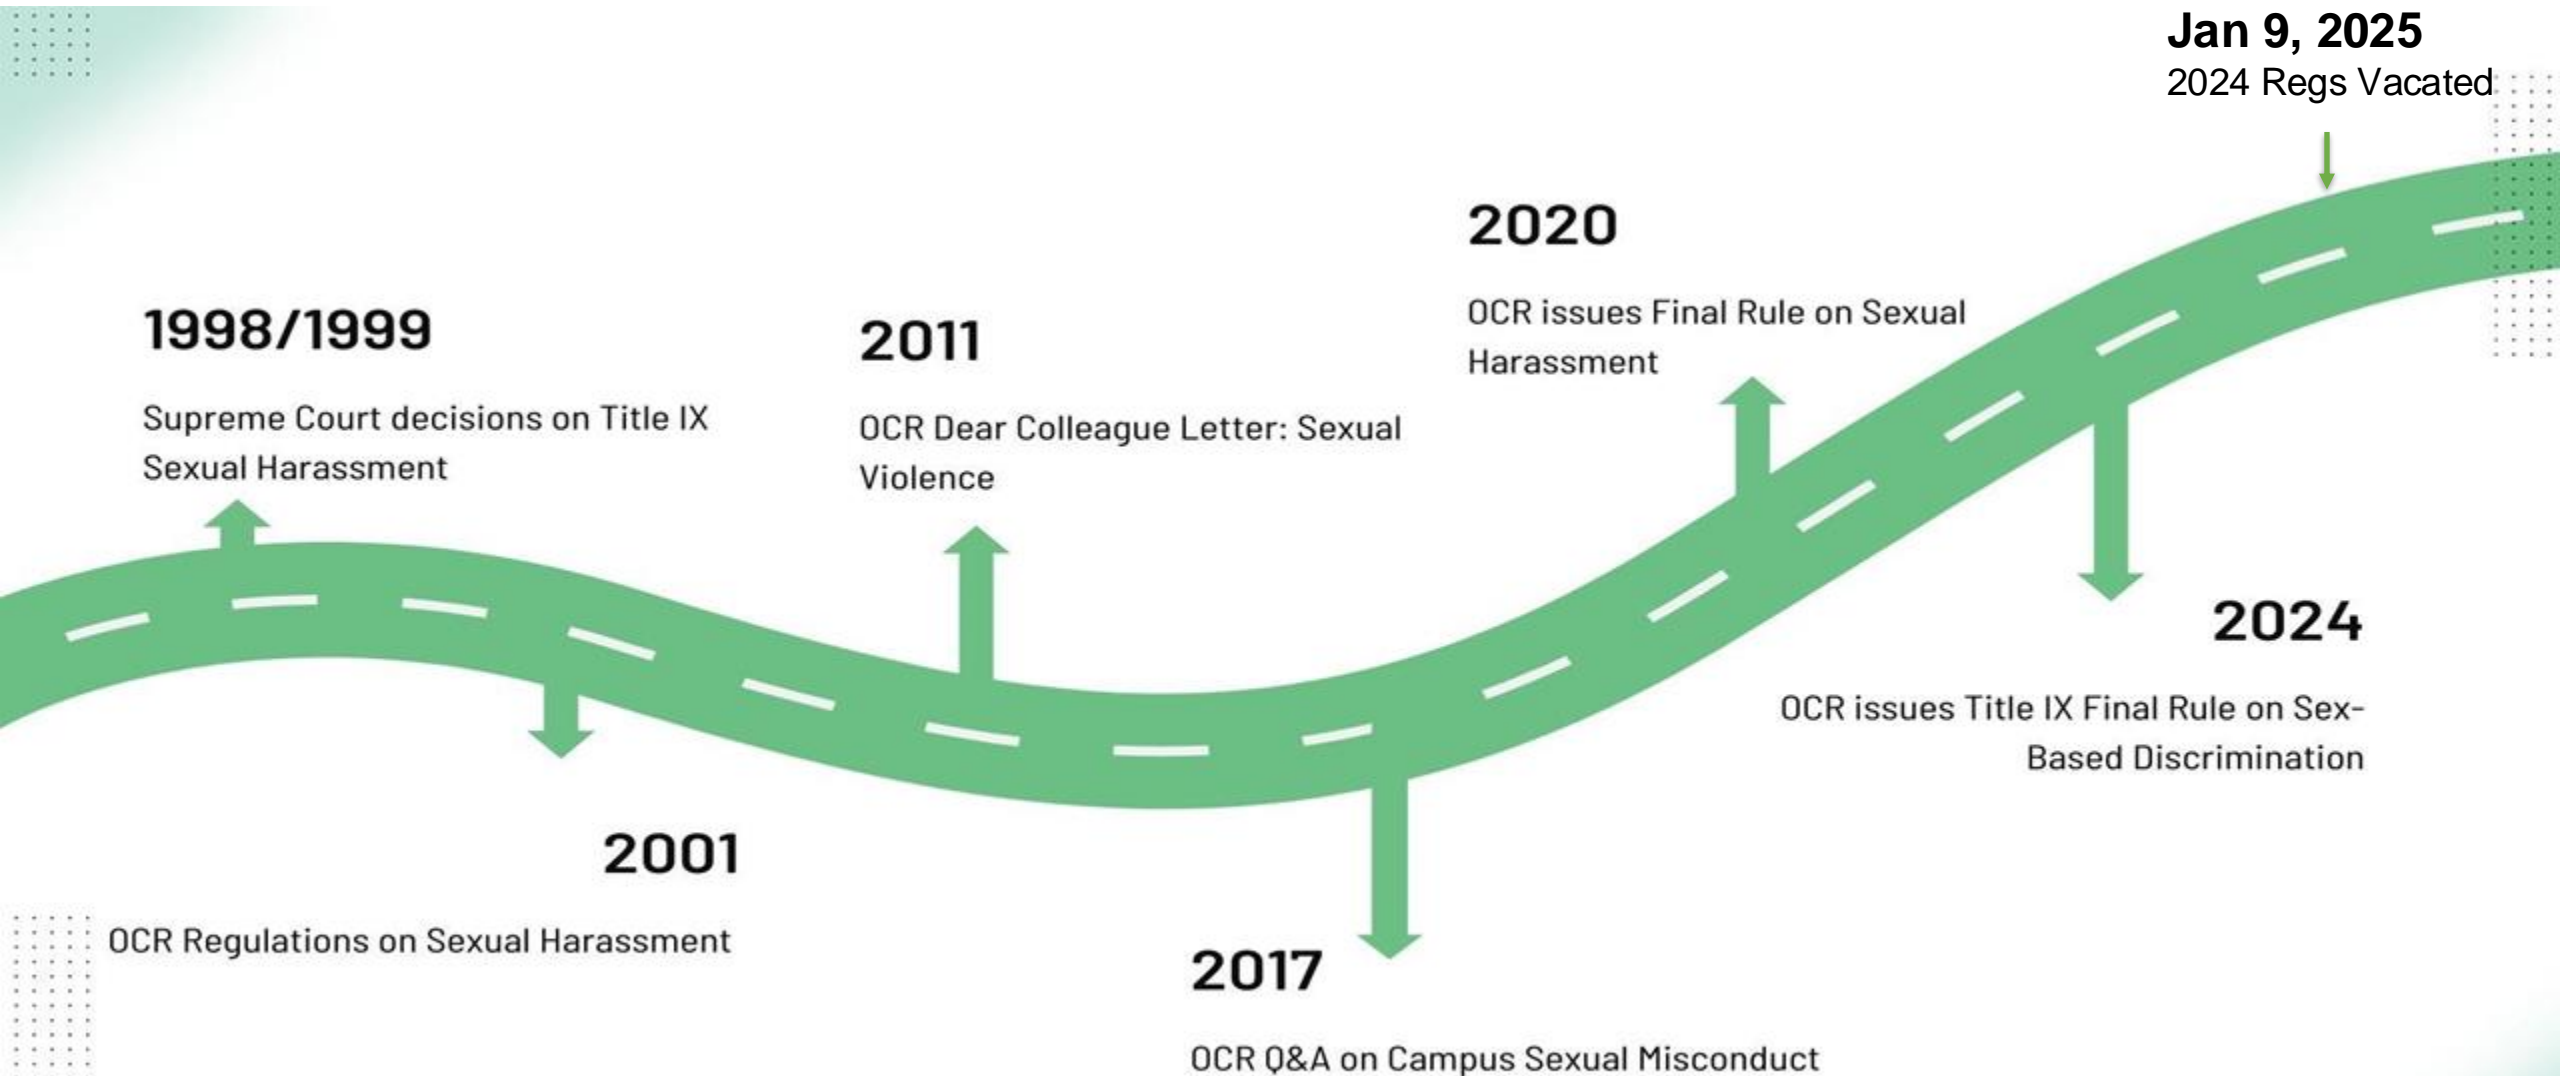 Jan 9, 2025
2024 Regs Vacated
1998/1999
Supreme Court decisions on Title IX
Sexual Harassment
2001
OCR Regulations on Sexual Harassment
2011
OCR Dear Colleague Letter: Sexual
Violence
2017
OCR Q&A on Campus Sexual Misconduct
2020
OCR issues Final Rule on Sexual
Harassment
2024
OCR issues Title IX Final Rule on Sex-
Based Discrimination